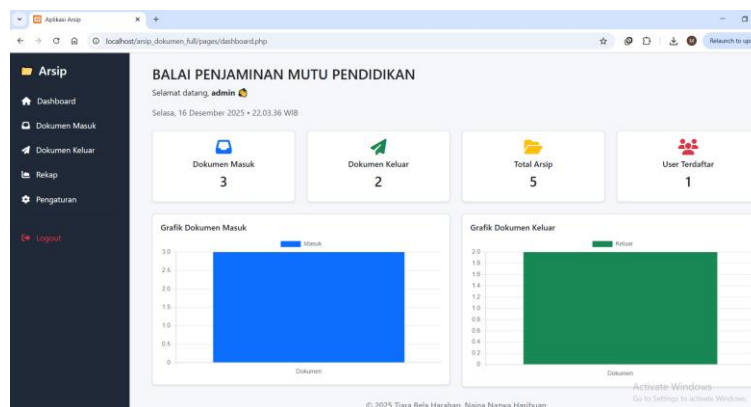 Aplikasi Arsip
localhost/arsip_dokumen_full/pages/dashboard.php
Relaunch to up
Arsip
Dashboard
Dokumen Masuk
Dokumen Keluar
Rekap
Pengaturan
Logout
BALAI PENJAMINAN MUTU PENDIDIKAN
Selamat datang, admin
Selasa, 16 Desember 2025 • 22.03.36 WIB
Dokumen Masuk
3
Dokumen Keluar
2
Total Arsip
5
User Terdaftar
1
Grafik Dokumen Masuk
Masuk
3.0
2.5
2.0
1.5
1.0
0.5
0
Dokumen
Grafik Dokumen Keluar
Keluar
2.0
1.8
1.6
1.4
1.2
1.0
0.8
0.6
0.4
0.2
0
Dokumen
Activate Windows
Go to Settings to activate Windows.
© 2025 Tiara Bela Harahap, Naina Nanwa Hasibuan